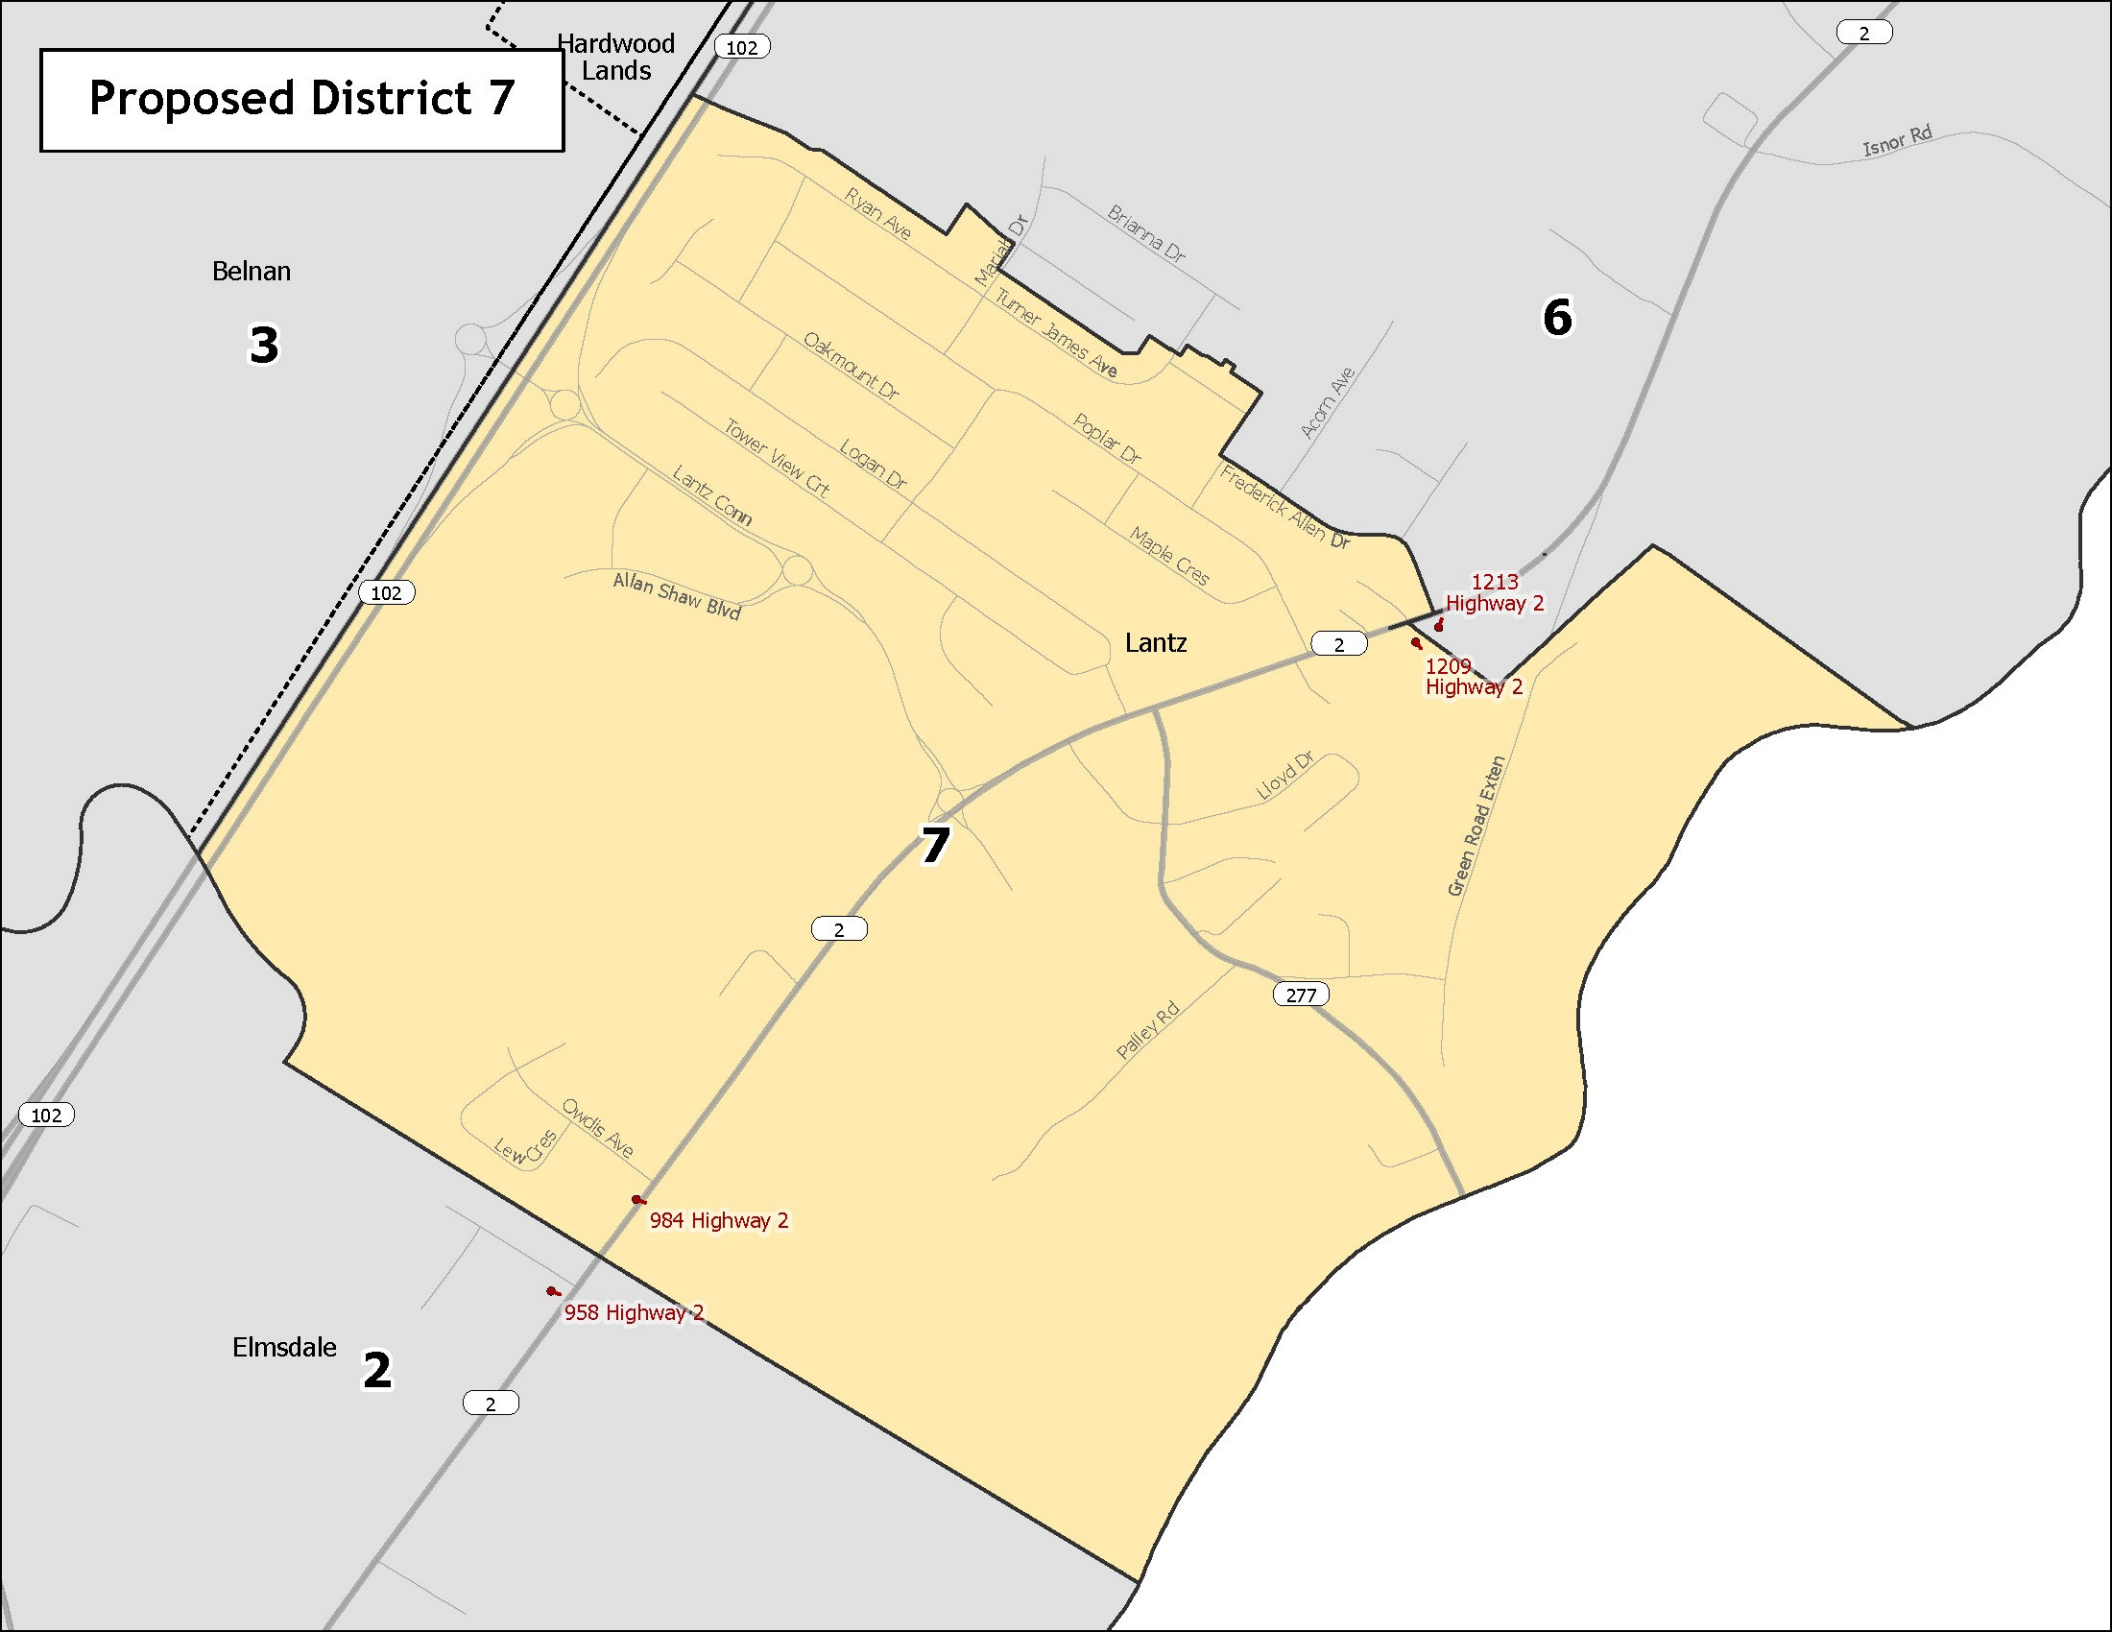 Hardwood
Lands
102
2
Proposed District 7
Isnor Rd
Ryan Ave
Mariah Dr
Brianna Dr
Belnan
3
6
Turner James Ave
Oakmount Dr
Acorn Ave
Poplar Dr
Tower View Crt
Logan Dr
Lantz Conn
Frederick Allen Dr
Maple Cres
Allan Shaw Blvd
102
1213
Highway 2
Lantz
2
1209
Highway 2
Lloyd Dr
Green Road Exten
7
2
277
Palley Rd
102
Owdis Ave
Lew Cres
984 Highway 2
958 Highway 2
Elmsdale
2
2